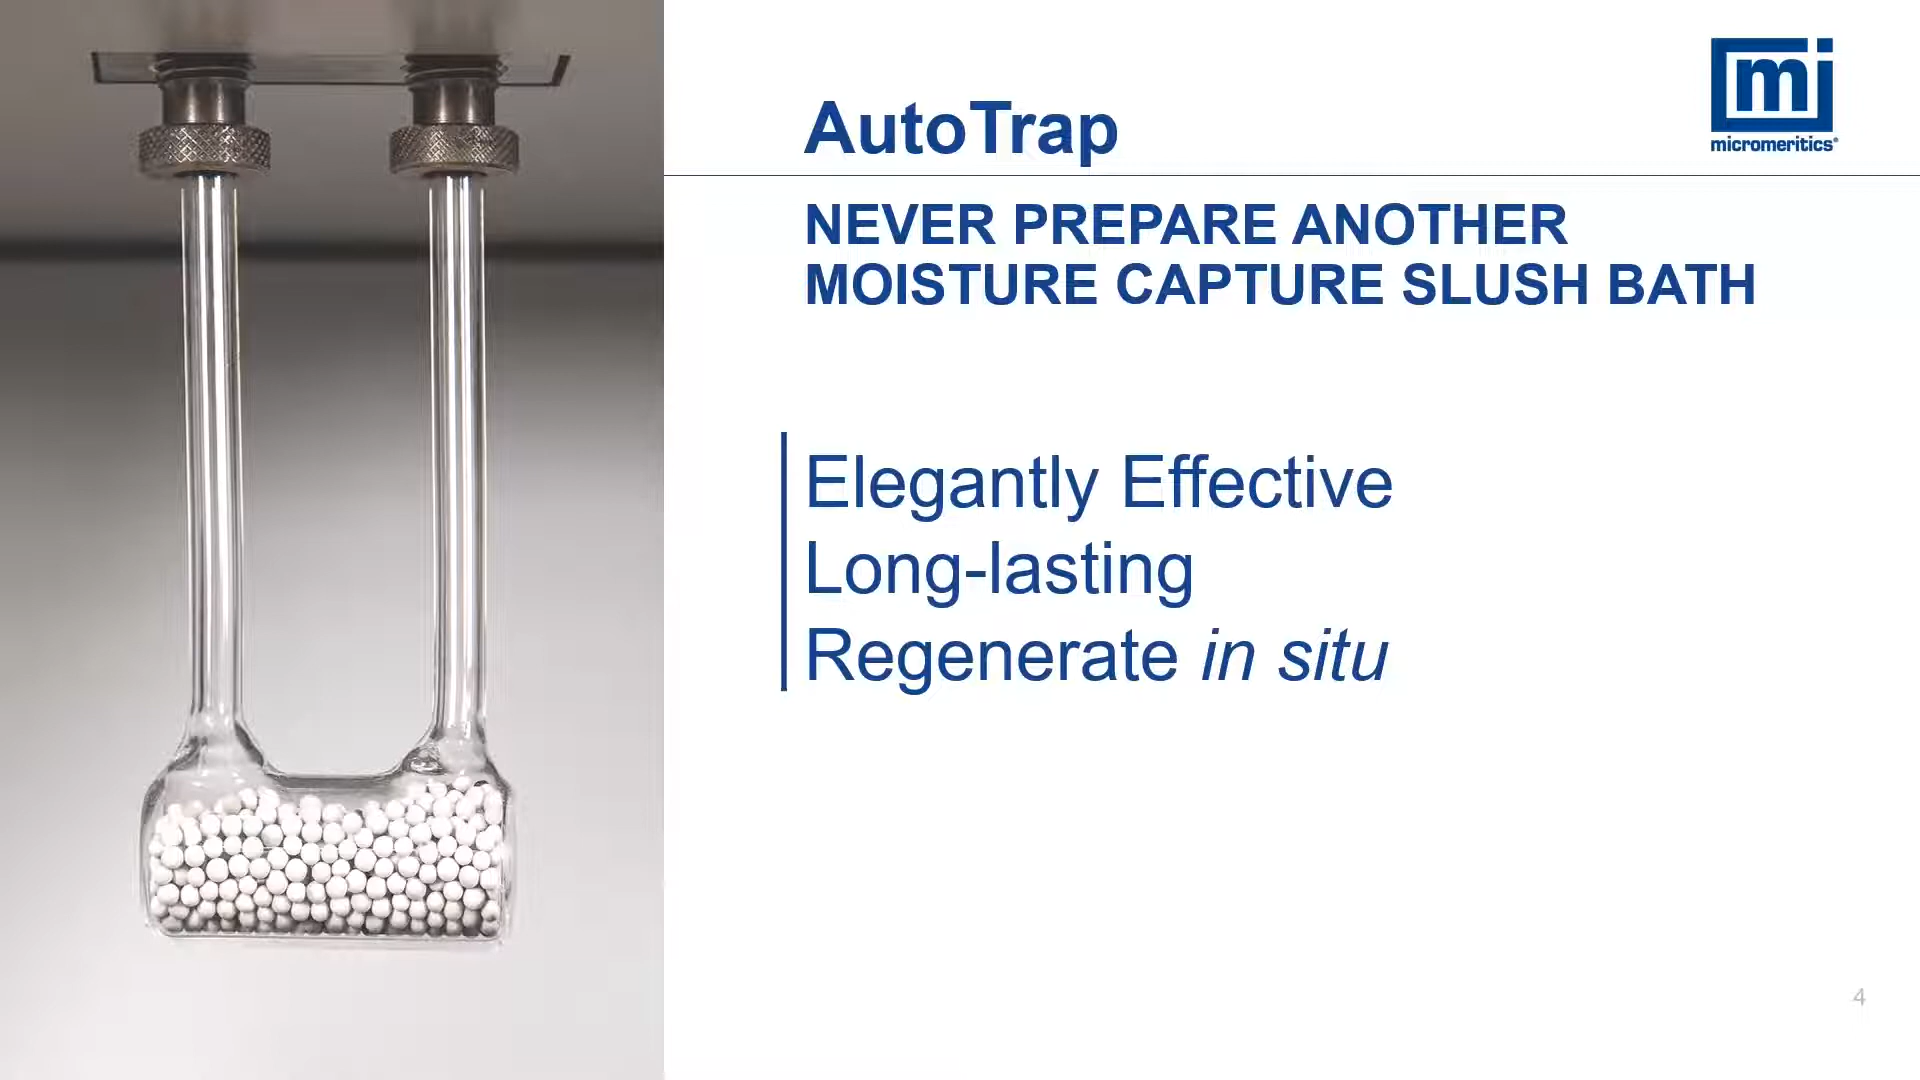 AutoTrap
mi
micromeritics®
NEVER PREPARE ANOTHER
MOISTURE CAPTURE SLUSH BATH
Elegantly Effective
Long-lasting
Regenerate in situ
4